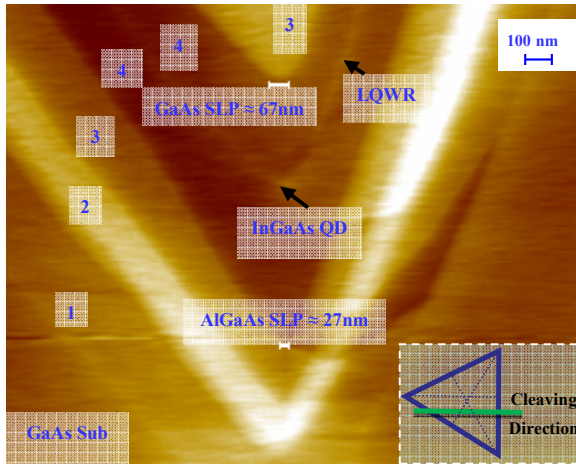 3
4
4
100 nm
LQWR
GaAs SLP ≈ 67nm
3
2
InGaAs QD
1
AlGaAs SLP ≈ 27nm
Cleaving
Direction
GaAs Sub